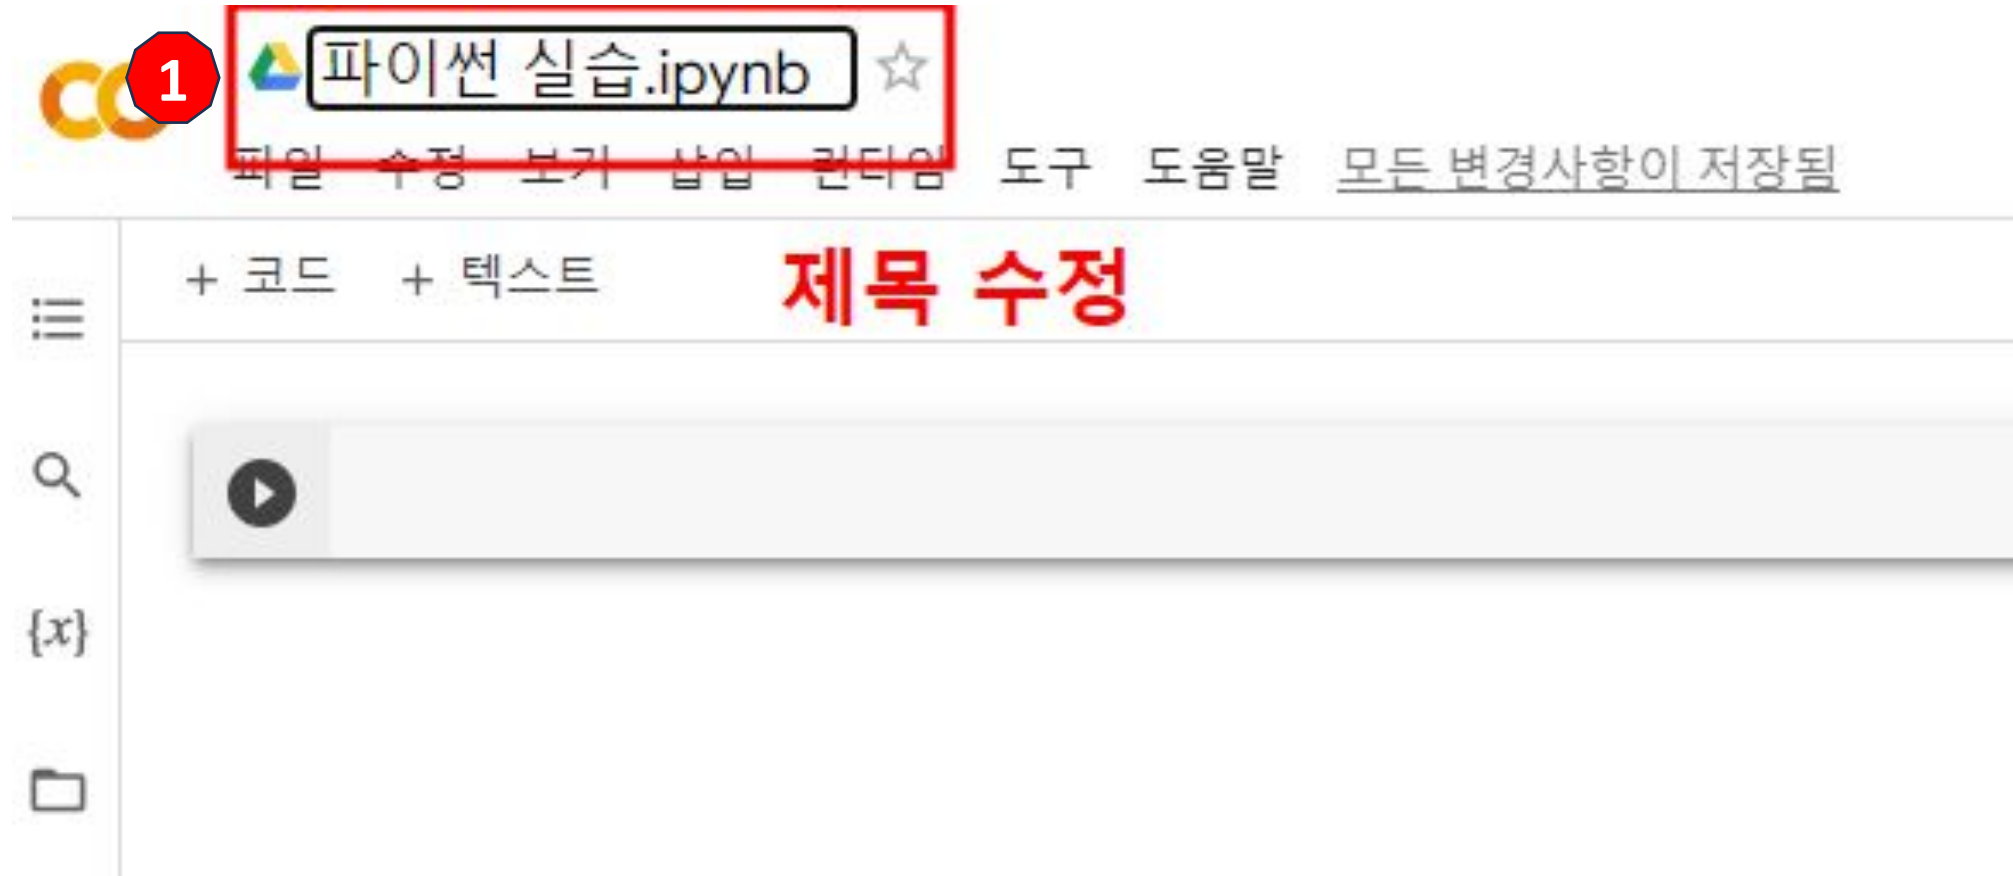 1 파이썬 실습.ipynb
파일 수정 보기 삽입 런타임 도구 도움말 모든 변경사항이 저장됨
+ 코드 + 텍스트 제목 수정
{x}